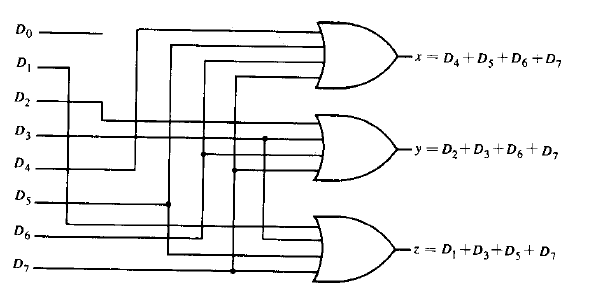 D₀
D₁
D₂
D₃
D₄
D₅
D₆
D₇
x = D₄ + D₅ + D₆ + D₇
y = D₂ + D₃ + D₆ + D₇
z = D₁ + D₃ + D₅ + D₇